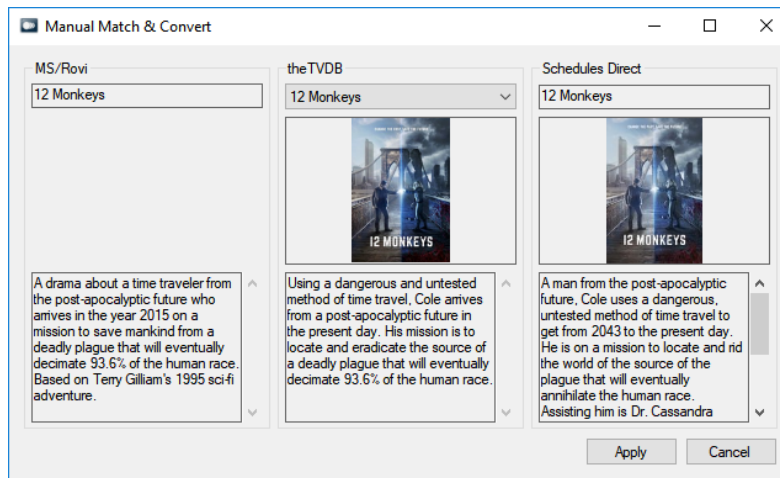 Manual Match & Convert
MS/Rovi
12 Monkeys
A drama about a time traveler from
the post-apocalyptic future who
arrives in the year 2015 on a
mission to save mankind from a
deadly plague that will eventually
decimate 93.6% of the human race.
Based on Terry Gilliam's 1995 sci-fi
adventure.
theTVDB
12 Monkeys
12 MONKEYS
Using a dangerous and untested
method of time travel, Cole arrives
from a post-apocalyptic future in
the present day. His mission is to
locate and eradicate the source of
a deadly plague that will eventually
decimate 93.6% of the human race.
Schedules Direct
12 Monkeys
12 MONKEYS
A man from the post-apocalyptic
future, Cole uses a dangerous,
untested method of time travel to
get from 2043 to the present day.
He is on a mission to locate and rid
the world of the source of the
plague that will eventually
annihilate the human race.
Assisting him is Dr. Cassandra
Apply
Cancel